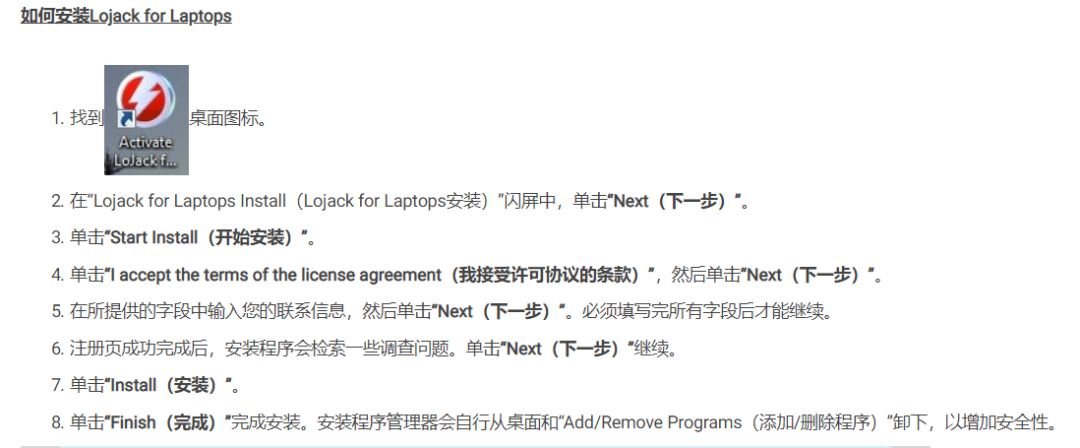 如何安装Lojack for Laptops
1. 找到 桌面图标。
Activate
LoJack f...
2. 在“Lojack for Laptops Install（Lojack for Laptops安装）”闪屏中，单击“Next（下一步）”。
3. 单击“Start Install（开始安装）”。
4. 单击“I accept the terms of the license agreement（我接受许可协议的条款）”，然后单击“Next（下一步）”。
5. 在所提供的字段中输入您的联系信息，然后单击“Next（下一步）”。必须填写完所有字段后才能继续。
6. 注册页成功完成后，安装程序会检索一些调查问题。单击“Next（下一步）”继续。
7. 单击“Install（安装）”。
8. 单击“Finish（完成）”完成安装。安装程序管理器会自行从桌面和“Add/Remove Programs（添加/删除程序）”卸下，以增加安全性。